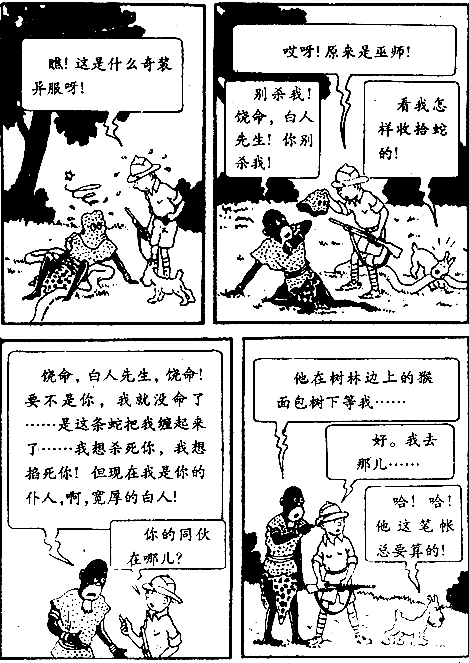 瞧！这是什么奇装
异服呀！
哎呀！原来是巫师！
别杀我！
饶命，白人
先生！你别
杀我！
看我怎
样收拾蛇
的！
饶命，白人先生，饶命！
要不是你，我就没命了
……是这条蛇把我缠起来
了……我想杀死你，我想
掐死你！但现在我是你的
仆人，啊，宽厚的白人！
你的同伙
在哪儿？
他在树林边上的猴
面包树下等我……
好。我去
那儿……
哈！哈！
他这笔帐
总要算的！